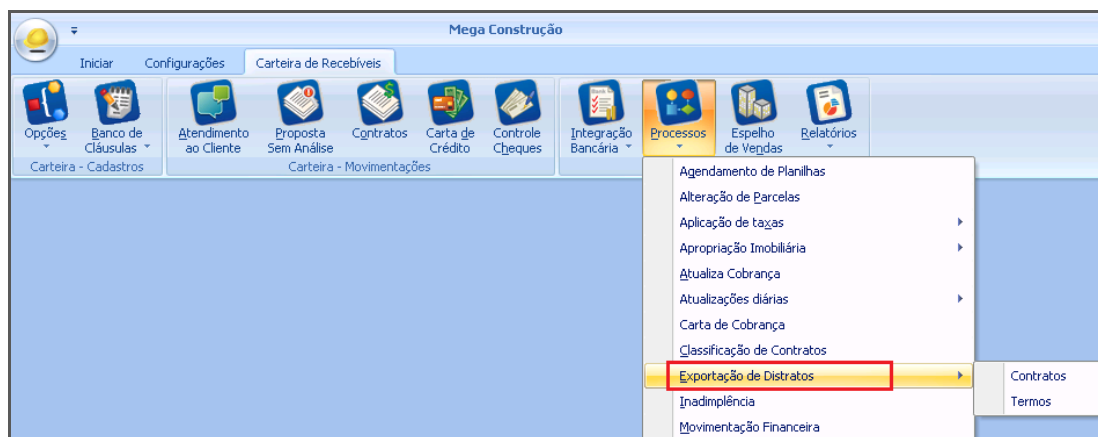 Mega Construção
Iniciar Configurações Carteira de Recebíveis
Opções Banco de Cláusulas Atendimento ao Cliente Proposta Sem Análise Contratos Carta de Crédito Controle Cheques Integração Bancária Processos Espelho de Vendas Relatórios
Carteira - Cadastros Carteira - Movimentações
Agendamento de Planilhas
Alteração de Parcelas
Aplicação de taxas
Apropriação Imobiliária
Atualiza Cobrança
Atualizações diárias
Carta de Cobrança
Classificação de Contratos
Exportação de Distratos
Contratos
Inadimplência
Termos
Movimentação Financeira